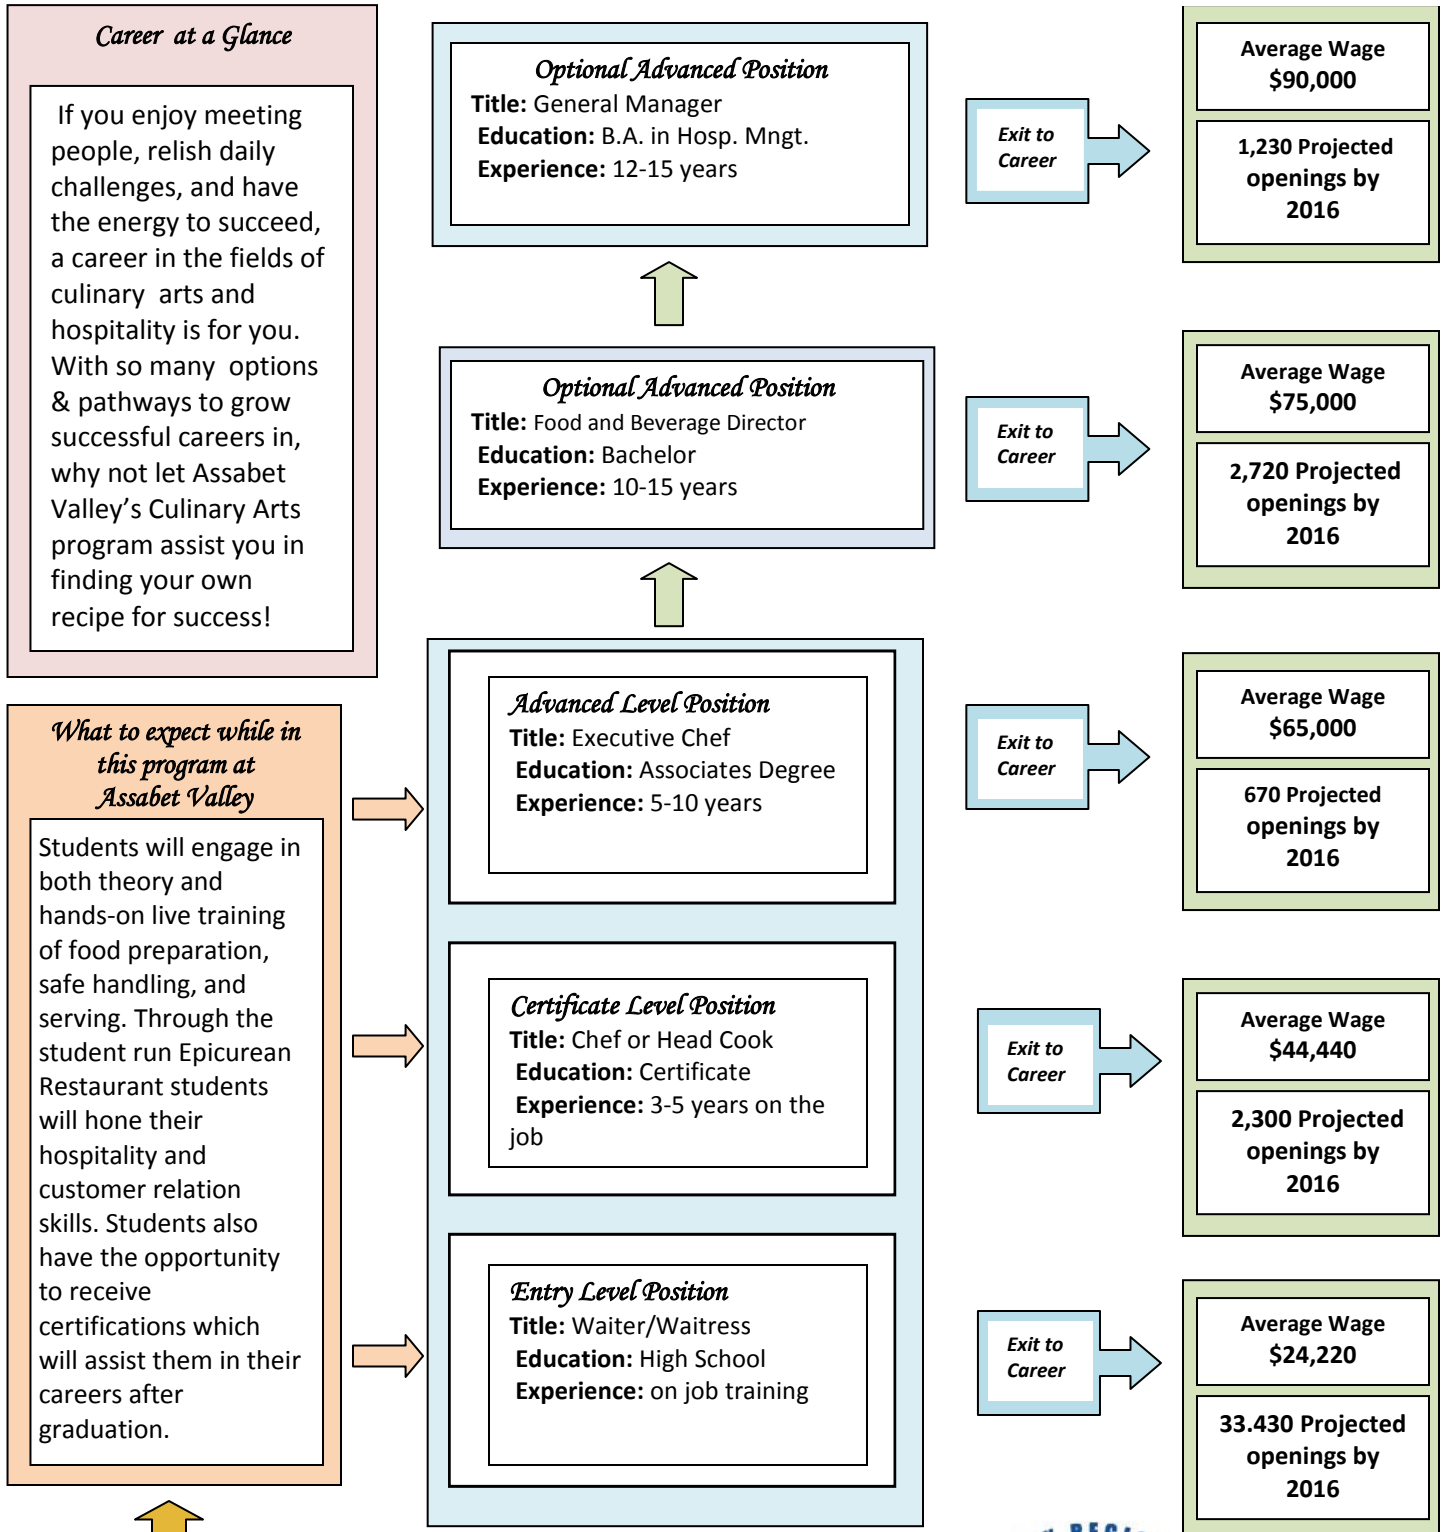 Career at a Glance
If you enjoy meeting
people, relish daily
challenges, and have
the energy to succeed,
a career in the fields of
culinary arts and
hospitality is for you.
With so many options
& pathways to grow
successful careers in,
why not let Assabet
Valley’s Culinary Arts
program assist you in
finding your own
recipe for success!
What to expect while in
this program at
Assabet Valley
Students will engage in
both theory and
hands-on live training
of food preparation,
safe handling, and
serving. Through the
student run Epicurean
Restaurant students
will hone their
hospitality and
customer relation
skills. Students also
have the opportunity
to receive
certifications which
will assist them in their
careers after
graduation.
Optional Advanced Position
Title: General Manager
Education: B.A. in Hosp. Mngt.
Experience: 12-15 years
Exit to
Career
Average Wage
$90,000
1,230 Projected
openings by
2016
Optional Advanced Position
Title: Food and Beverage Director
Education: Bachelor
Experience: 10-15 years
Exit to
Career
Average Wage
$75,000
2,720 Projected
openings by
2016
Advanced Level Position
Title: Executive Chef
Education: Associates Degree
Experience: 5-10 years
Exit to
Career
Average Wage
$65,000
670 Projected
openings by
2016
Certificate Level Position
Title: Chef or Head Cook
Education: Certificate
Experience: 3-5 years on the
job
Exit to
Career
Average Wage
$44,440
2,300 Projected
openings by
2016
Entry Level Position
Title: Waiter/Waitress
Education: High School
Experience: on job training
Exit to
Career
Average Wage
$24,220
33.430 Projected
openings by
2016